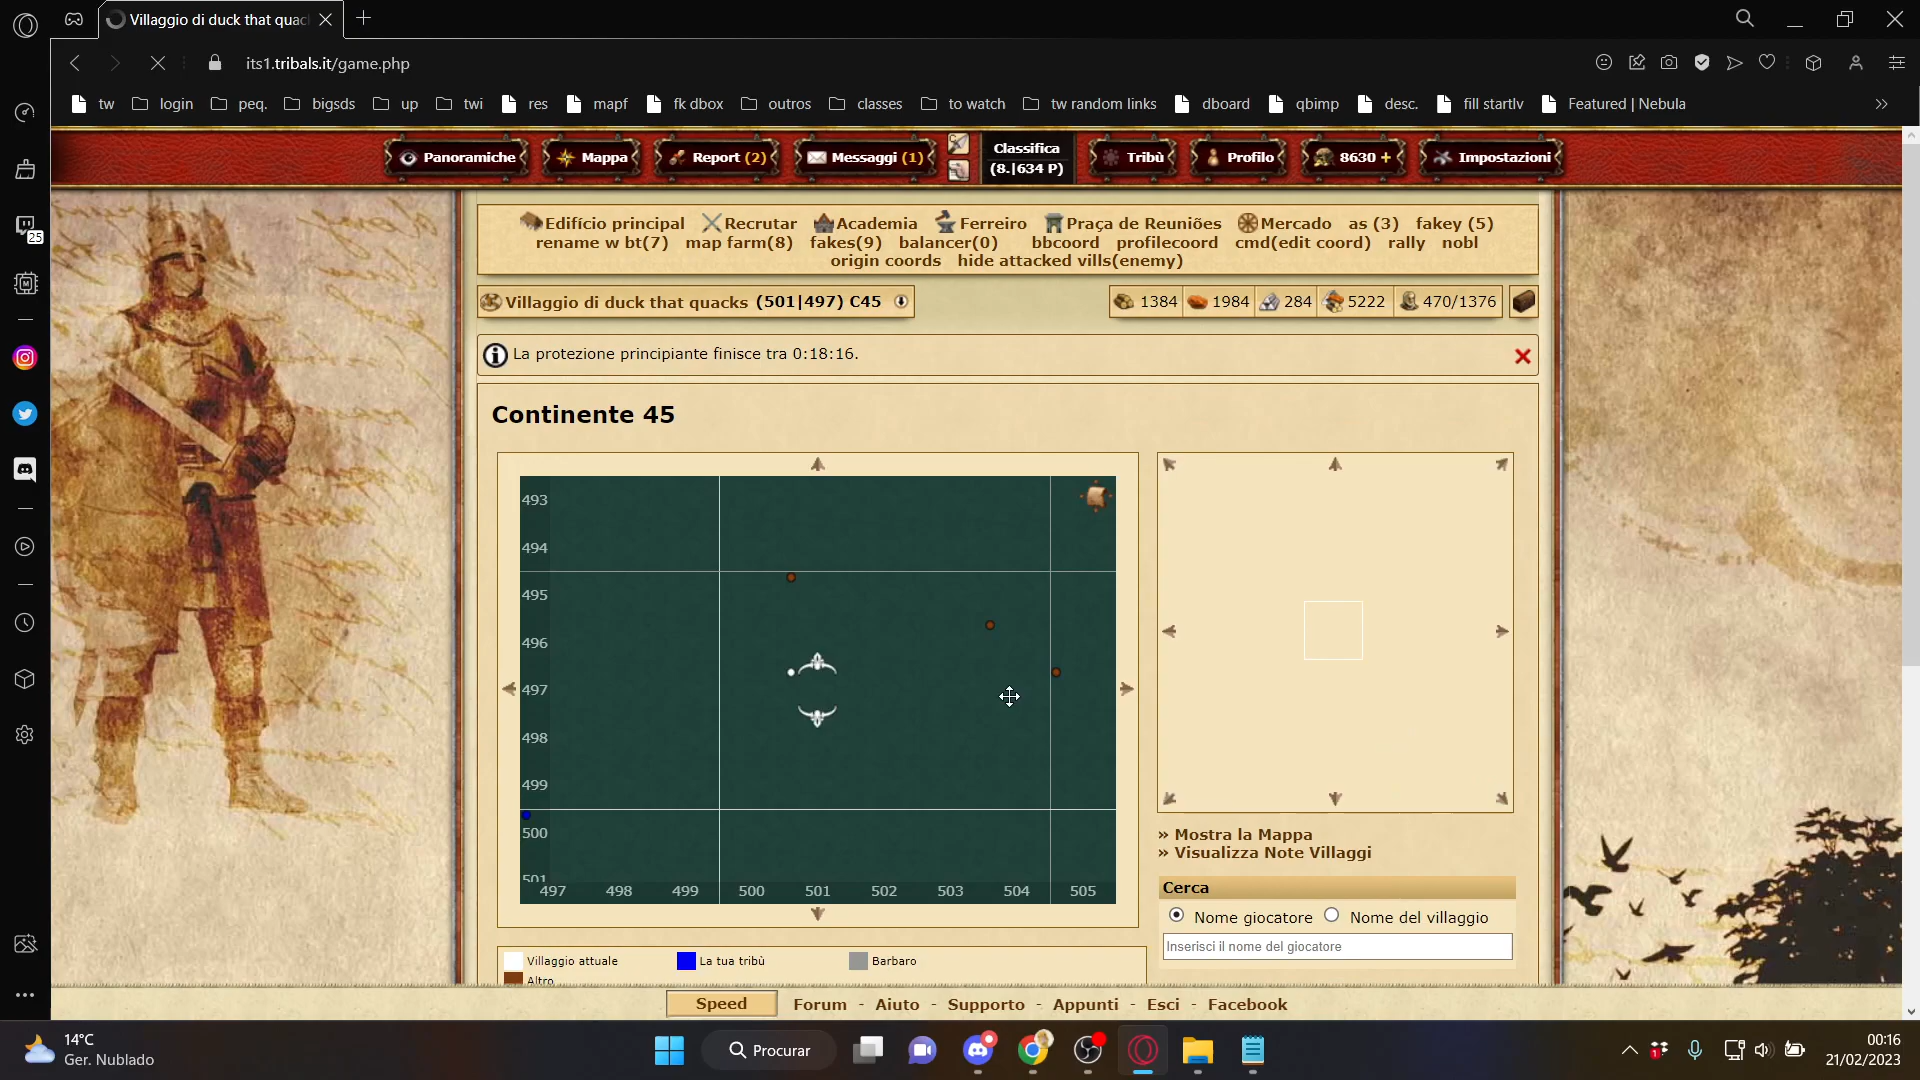 Villaggio di duck that quac
its1.tribals.it/game.php
tw login peq. bigsds up twi res mapf fk dbox outros classes to watch tw random links dboard qbimp desc. fill startlv Featured | Nebula
Panoramiche Mappa Report (2) Messaggi (1) Classifica (8.|634 P) Tribù Profilo 8630 + Impostazioni
25
Edifício principal Recrutar Academia Ferreiro Praça de Reuniões Mercado as (3) fakey (5)
rename w bt(7) map farm(8) fakes(9) balancer(0) bbcoord profilecoord cmd(edit coord) rally nobl
origin coords hide attacked vills(enemy)
Villaggio di duck that quacks (501|497) C45 1384 1984 284 5222 470/1376
La protezione principiante finisce tra 0:18:16.
Continente 45
493
494
495
496
497
498
499
500
501
497 498 499 500 501 502 503 504 505
» Mostra la Mappa
» Visualizza Note Villaggi
Cerca
Nome giocatore Nome del villaggio
Inserisci il nome del giocatore
Villaggio attuale La tua tribù Barbaro
Altro
Speed Forum - Aiuto - Supporto - Appunti - Esci - Facebook
14°C
Ger. Nublado
Procurar
1
00:16
21/02/2023